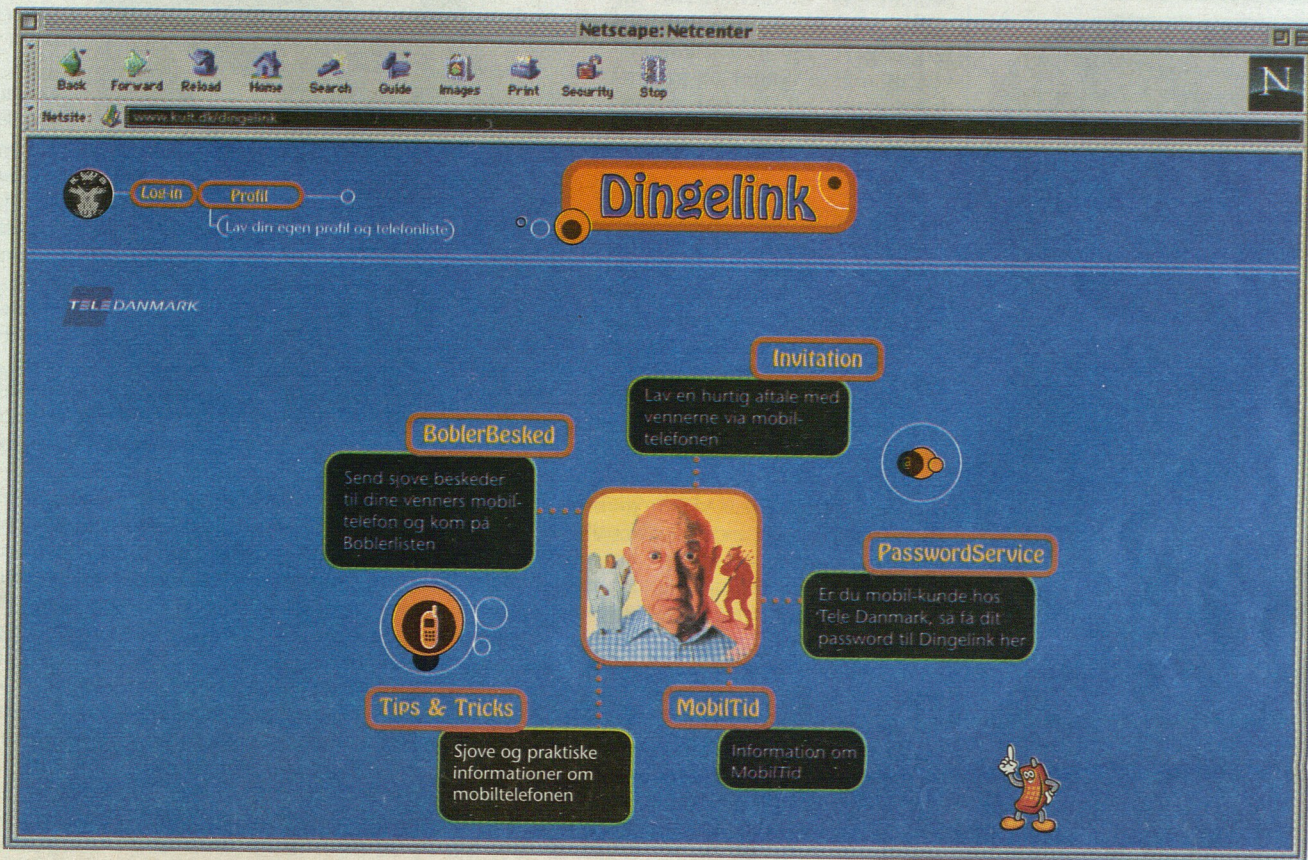 Netscape: Netcenter
Back Forward Reload Home Search Guide Images Print Security Stop
N
Netsite: www.kult.dk/dingelink
Log-in Profil
(Lav din egen profil og telefonliste)
Dingelink
TELE DANMARK
Invitation
Lav en hurtig aftale med
vennerne via mobil-
telefonen
BoblerBesked
Send sjove beskeder
til dine venners mobil-
telefon og kom på
Boblerlisten
PasswordService
Er du mobil-kunde hos
Tele Danmark, så få dit
password til Dingelink her
Tips & Tricks
Sjove og praktiske
informationer om
mobiltelefonen
MobilTid
Information om
MobilTid